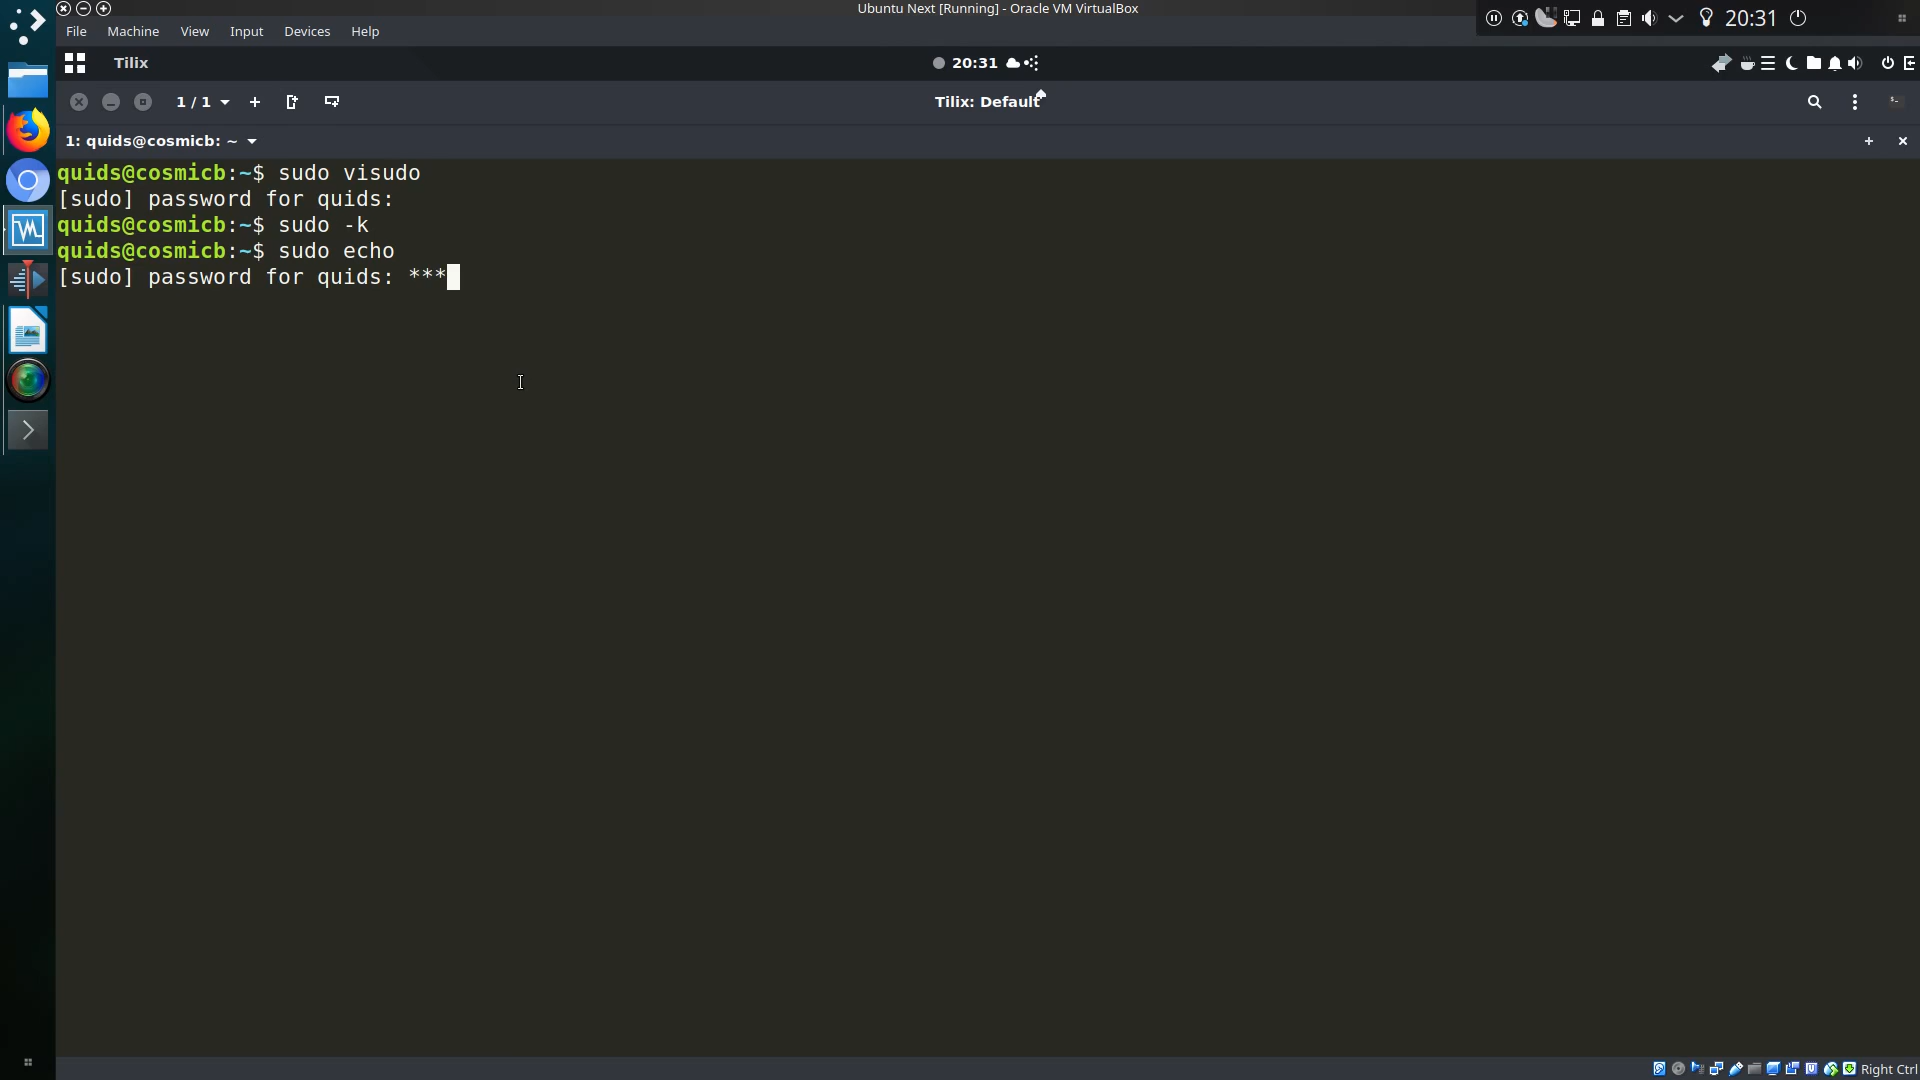 Ubuntu Next [Running] - Oracle VM VirtualBox
File Machine View Input Devices Help
20:31
Tilix
20:31
1 / 1
Tilix: Default
1: quids@cosmicb: ~
quids@cosmicb:~$ sudo visudo
[sudo] password for quids:
quids@cosmicb:~$ sudo -k
quids@cosmicb:~$ sudo echo
[sudo] password for quids: ***
Right Ctrl